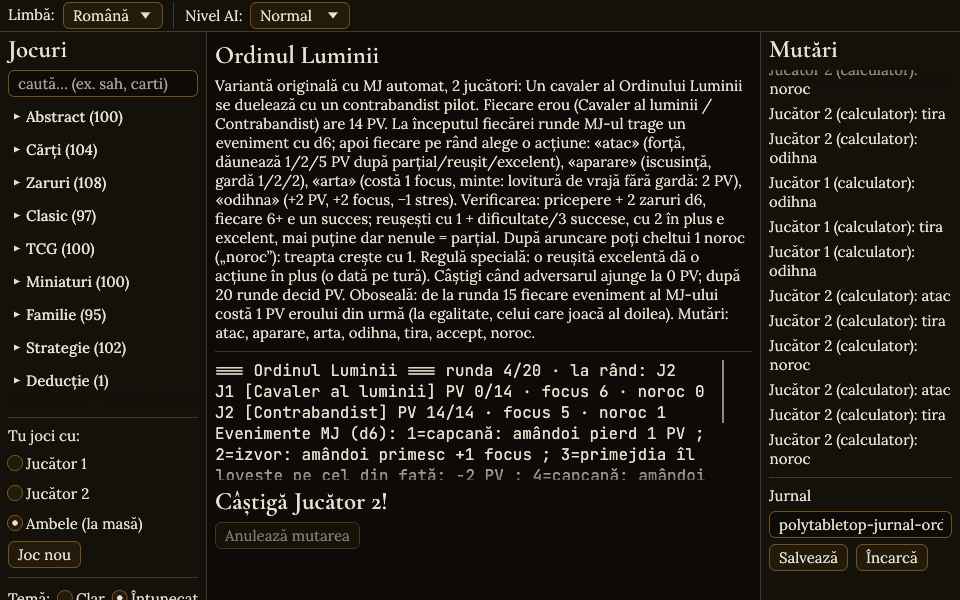 Limbă: Română ▼ Nivel AI: Normal ▼
Jocuri
caută... (ex. sah, carti)
▸ Abstract (100)
▸ Cărți (104)
▸ Zaruri (108)
▸ Clasic (97)
▸ TCG (100)
▸ Miniaturi (100)
▸ Familie (95)
▸ Strategie (102)
▸ Deducție (1)
Tu joci cu:
Jucător 1
Jucător 2
Ambele (la masă)
Joc nou
Temă: Clar Întunecat
Ordinul Luminii
Variantă originală cu MJ automat, 2 jucători: Un cavaler al Ordinului Luminii
se duelează cu un contrabandist pilot. Fiecare erou (Cavaler al luminii /
Contrabandist) are 14 PV. La începutul fiecărei runde MJ-ul trage un
eveniment cu d6; apoi fiecare pe rând alege o acțiune: «atac» (forță,
dăunează 1/2/5 PV după parțial/reușit/excelent), «aparare» (iscusință,
gardă 1/2/2), «arta» (costă 1 focus, minte: lovitură de vrajă fără gardă: 2 PV),
«odihna» (+2 PV, +2 focus, −1 stres). Verificarea: pricepere + 2 zaruri d6,
fiecare 6+ e un succes; reușești cu 1 + dificultate/3 succese, cu 2 în plus e
excelent, mai puține dar nenule = parțial. După aruncare poți cheltui 1 noroc
(„noroc”): treapta crește cu 1. Regulă specială: o reușită excelentă dă o
acțiune în plus (o dată pe tură). Câștigi când adversarul ajunge la 0 PV; după
20 runde decid PV. Oboseală: de la runda 15 fiecare eveniment al MJ-ului
costă 1 PV eroului din urmă (la egalitate, celui care joacă al doilea). Mutări:
atac, aparare, arta, odihna, tira, accept, noroc.
═══ Ordinul Luminii ═══ runda 4/20 · la rând: J2
J1 [Cavaler al luminii] PV 0/14 · focus 6 · noroc 0
J2 [Contrabandist] PV 14/14 · focus 5 · noroc 1
Evenimente MJ (d6): 1=capcană: amândoi pierd 1 PV ;
2=izvor: amândoi primesc +1 focus ; 3=primejdia îl
lovește pe cel din față: -2 PV ; 4=capcană: amândoi
Câștigă Jucător 2!
Anulează mutarea
Mutări
Jucător 2 (calculator):
noroc
Jucător 2 (calculator): tira
Jucător 2 (calculator):
odihna
Jucător 1 (calculator):
odihna
Jucător 1 (calculator): tira
Jucător 1 (calculator):
odihna
Jucător 2 (calculator): atac
Jucător 2 (calculator): tira
Jucător 2 (calculator):
noroc
Jucător 2 (calculator): atac
Jucător 2 (calculator): tira
Jucător 2 (calculator):
noroc
Jurnal
polytabletop-jurnal-ord
Salvează Încarcă